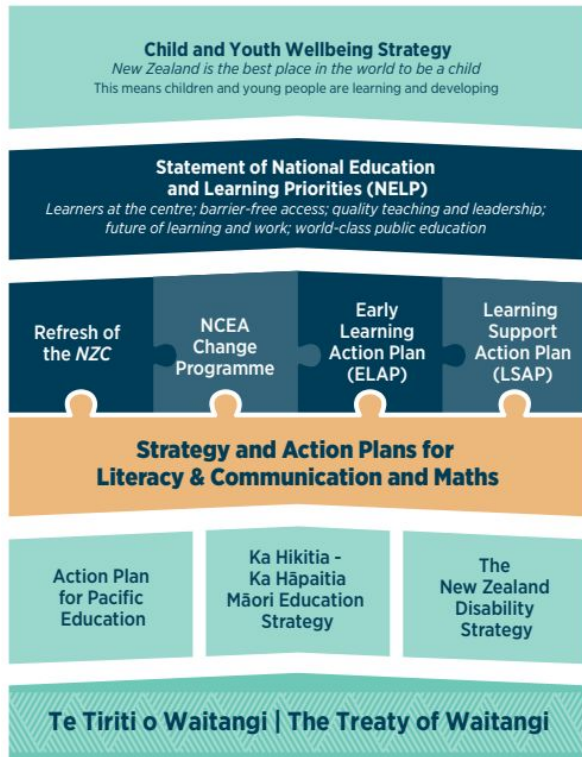 Child and Youth Wellbeing Strategy
New Zealand is the best place in the world to be a child
This means children and young people are learning and developing
Statement of National Education
and Learning Priorities (NELP)
Learners at the centre; barrier-free access; quality teaching and leadership;
future of learning and work; world-class public education
Refresh of
the NZC
NCEA
Change
Programme
Early
Learning
Action Plan
(ELAP)
Learning
Support
Action Plan
(LSAP)
Strategy and Action Plans for
Literacy & Communication and Maths
Action Plan
for Pacific
Education
Ka Hikitia -
Ka Hāpaitia
Māori Education
Strategy
The
New Zealand
Disability
Strategy
Te Tiriti o Waitangi | The Treaty of Waitangi